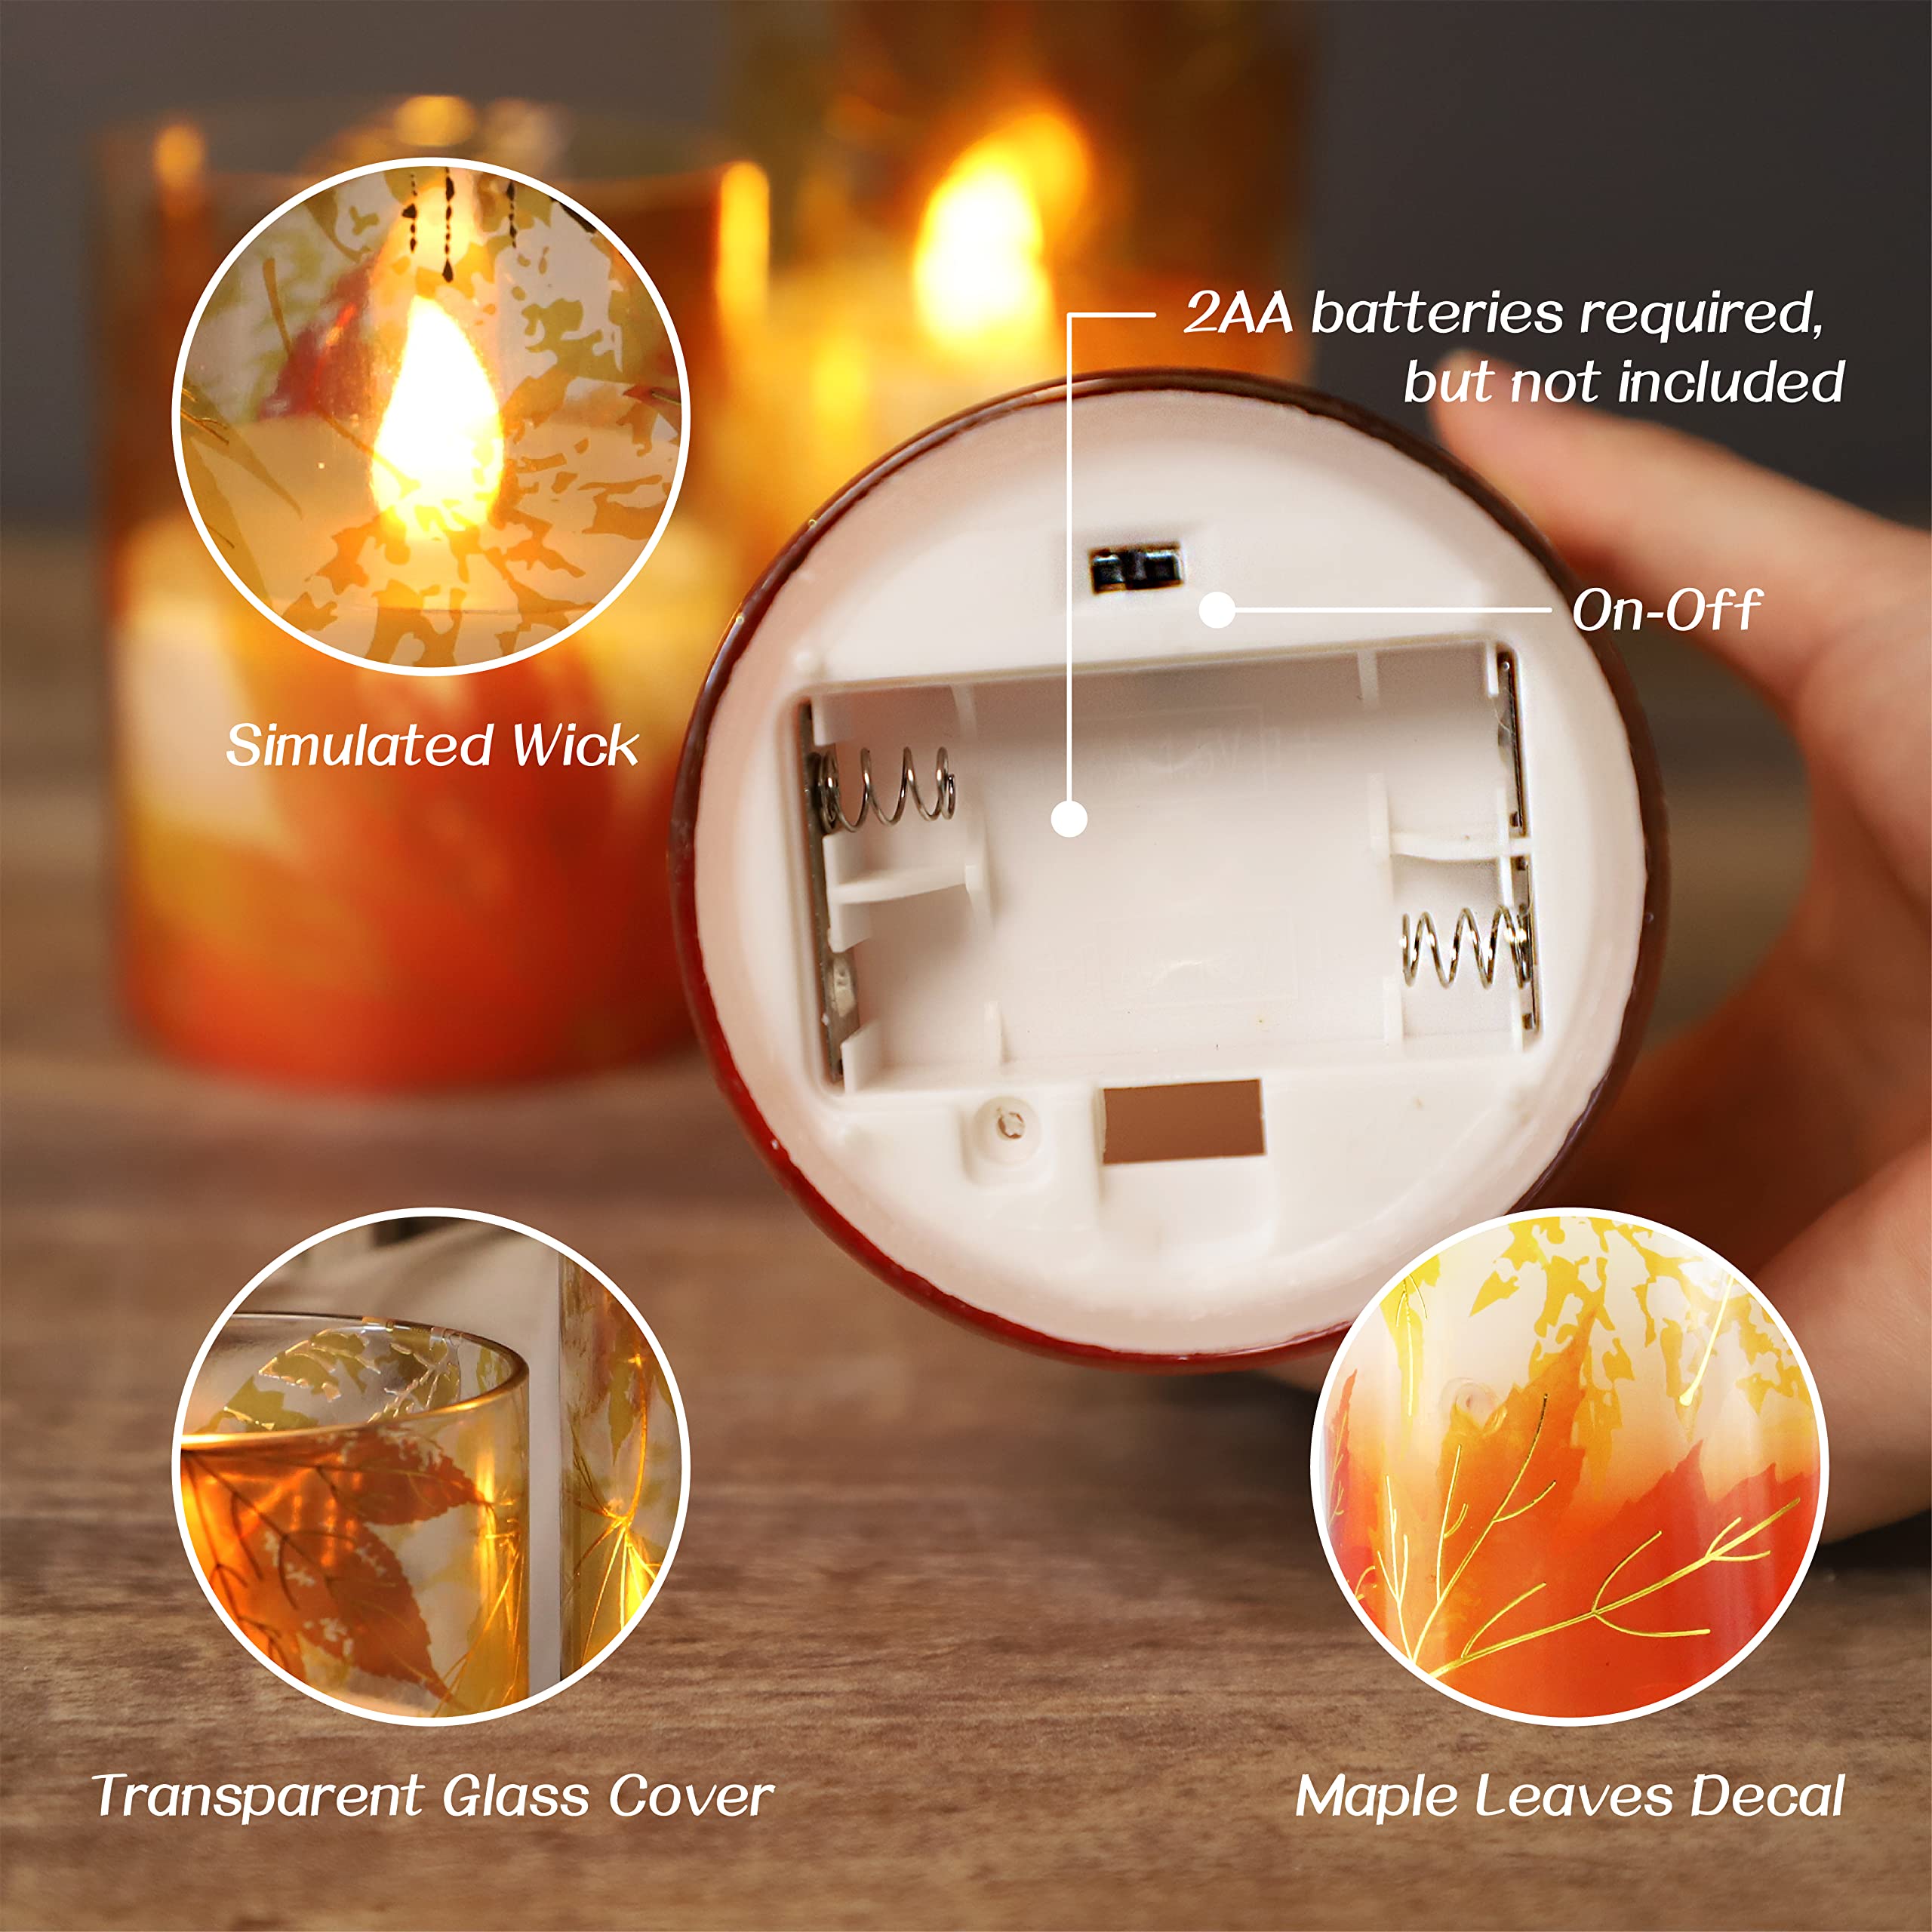 2AA batteries required,
but not included
On-Off
Simulated Wick
Transparent Glass Cover
Maple Leaves Decal